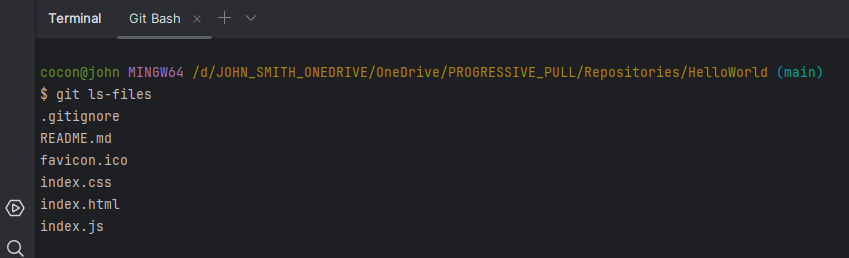 Terminal Git Bash
cocon@john MINGW64 /d/JOHN_SMITH_ONEDRIVE/OneDrive/PROGRESSIVE_PULL/Repositories/HelloWorld (main)
$ git ls-files
.gitignore
README.md
favicon.ico
index.css
index.html
index.js